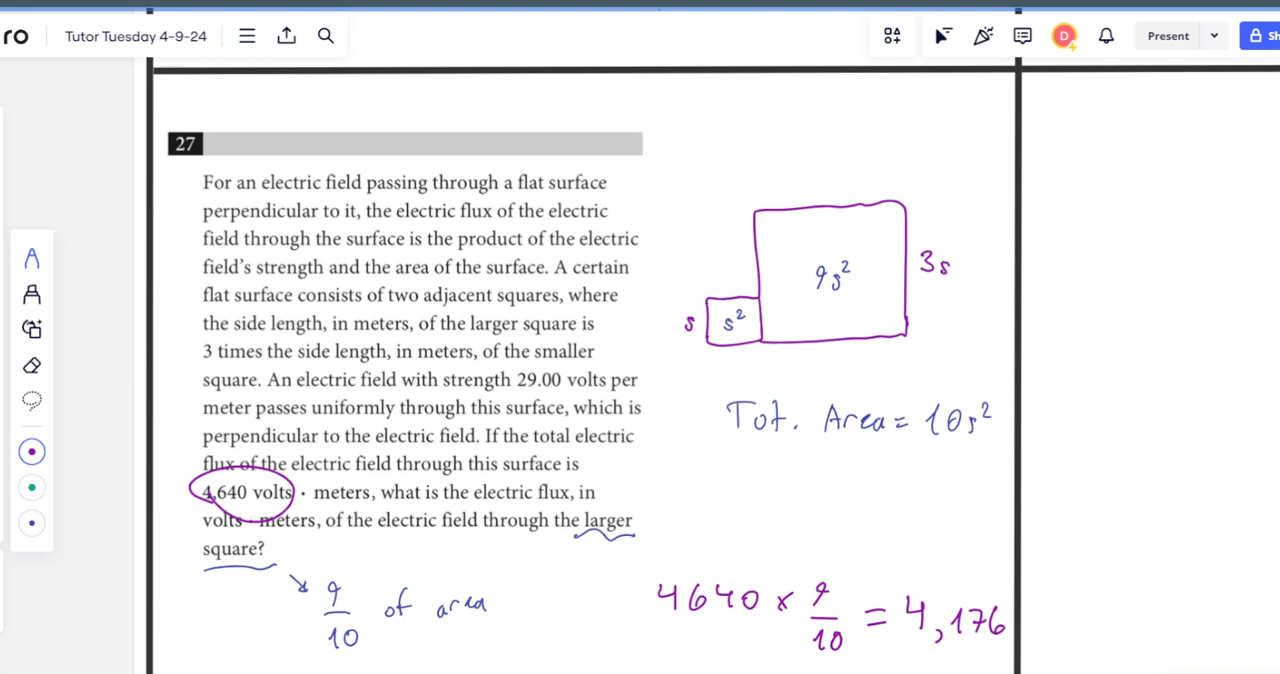 ro Tutor Tuesday 4-9-24 D Present Sh
27
For an electric field passing through a flat surface
perpendicular to it, the electric flux of the electric
field through the surface is the product of the electric
field's strength and the area of the surface. A certain
flat surface consists of two adjacent squares, where
the side length, in meters, of the larger square is
3 times the side length, in meters, of the smaller
square. An electric field with strength 29.00 volts per
meter passes uniformly through this surface, which is
perpendicular to the electric field. If the total electric
flux of the electric field through this surface is
4,640 volts · meters, what is the electric flux, in
volts · meters, of the electric field through the larger
square?
9s²
3s
s
s²
Tot. Area = 10s²
9/10 of area
4640 x 9/10 = 4,176